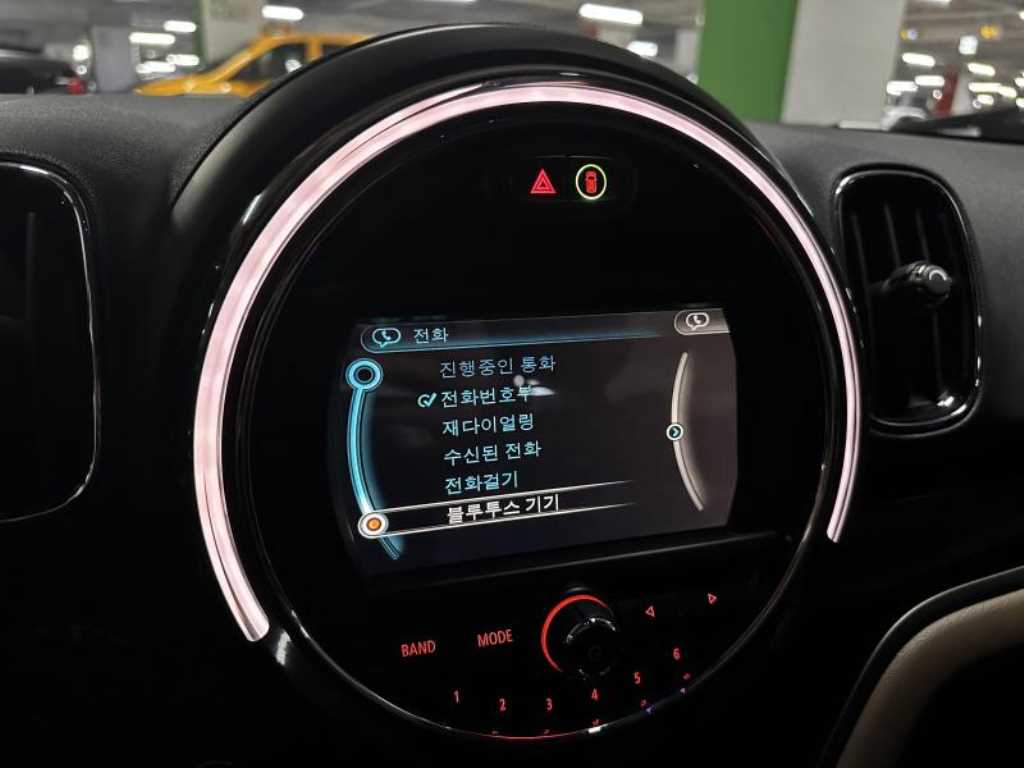 전화
진행중인 통화
전화번호부
재다이얼링
수신된 전화
전화걸기
블루투스 기기
BAND
MODE
1
2
3
4
5
6